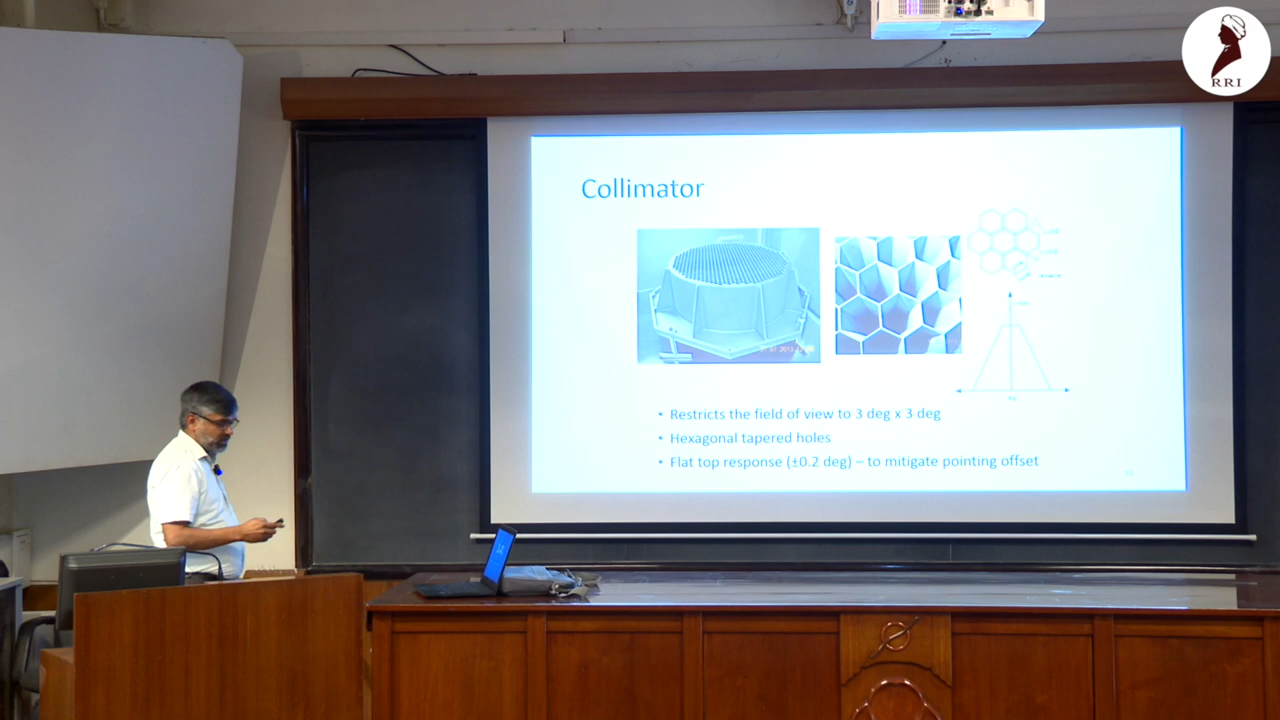 RRI
Collimator
• Restricts the field of view to 3 deg x 3 deg
• Hexagonal tapered holes
• Flat top response (±0.2 deg) – to mitigate pointing offset